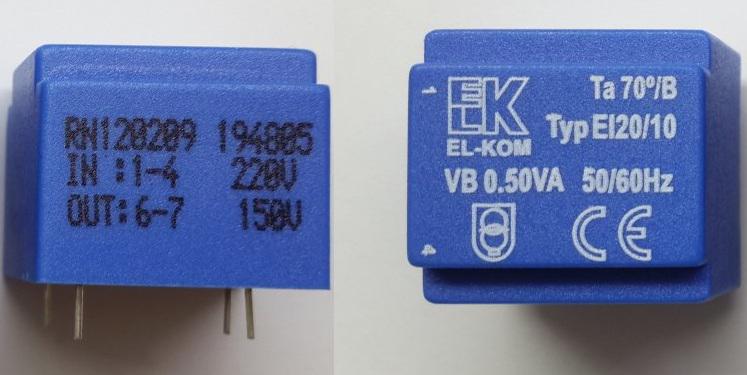 RN120209 194805
IN :1-4 220V
OUT:6-7 150V
1
EK
EL-KOM
Ta 70º/B
Typ EI20/10
VB 0.50VA 50/60Hz
4
CE